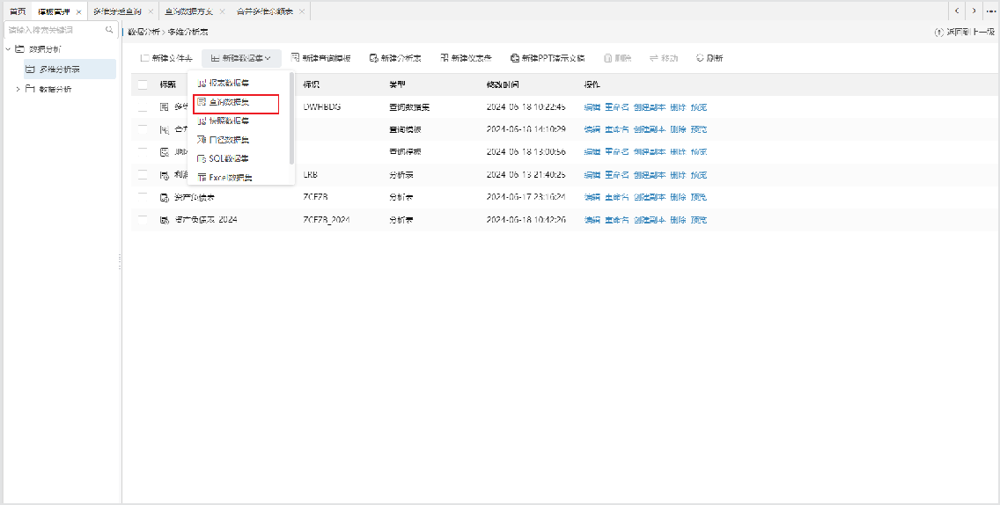 首页 模板管理 × 多维穿透查询 × 查询数据方案 × 合并多维余额表 ×
请输入搜索关键词
数据分析 › 多维分析表
返回到上一级
数据分析
多维分析表
数据分析
新建文件夹 新建数据集 新建查询模板 新建分析表 新建仪表盘 新建PPT演示文稿 删除 移动 刷新
报表数据集
查询数据集
快照数据集
口径数据集
SQL数据集
Excel数据集
标题 标识 类型 修改时间 操作
多维 DWHBDG 查询数据集 2024-06-18 10:22:45 编辑 重命名 创建副本 删除 预览
查询模板 2024-06-18 14:10:29 编辑 重命名 创建副本 删除 预览
查询模板 2024-06-18 13:00:56 编辑 重命名 创建副本 删除 预览
利润 LRB 分析表 2024-06-13 21:40:25 编辑 重命名 创建副本 删除 预览
资产负债表 ZCFZB 分析表 2024-06-17 23:16:24 编辑 重命名 创建副本 删除 预览
资产负债表_2024 ZCFZB_2024 分析表 2024-06-18 10:42:26 编辑 重命名 创建副本 删除 预览